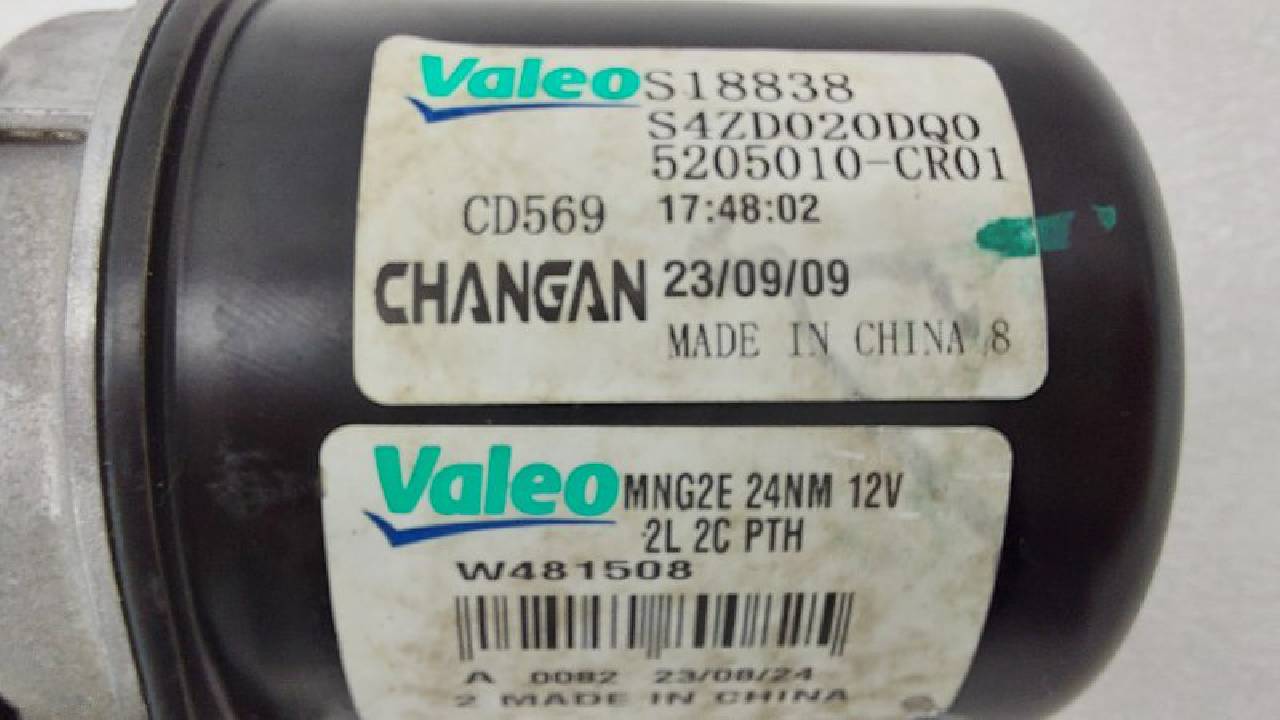 Valeo S18838
S4ZD020DQ0
5205010-CR01
CD569 17:48:02
CHANGAN 23/09/09
MADE IN CHINA 8
Valeo MNG2E 24NM 12V
2L 2C PTH
W481508
A 0082 23/08/24
2 MADE IN CHINA